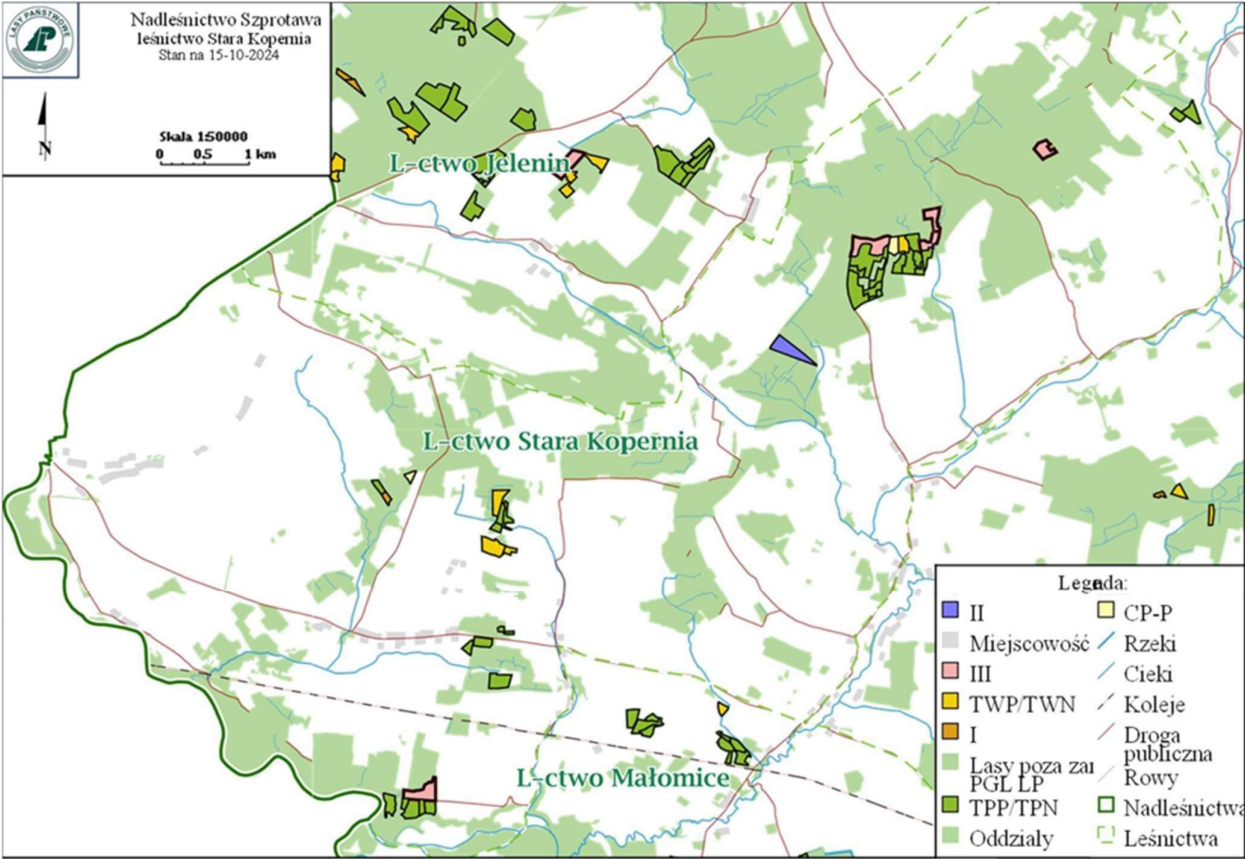 LASY PAŃSTWOWE
Nadleśnictwo Szprotawa
leśnictwo Stara Kopernia
Stan na 15-10-2024
N
Skala 1:50000
0 0.5 1 km
L-ctwo Jelenin
L-ctwo Stara Kopernia
L-ctwo Małomice
Legenda:
II
Miejscowość
III
TWP/TWN
I
Lasy poza zar
PGL LP
TPP/TPN
Oddziały
CP-P
Rzeki
Cieki
Koleje
Droga
publiczna
Rowy
Nadleśnictwa
Leśnictwa